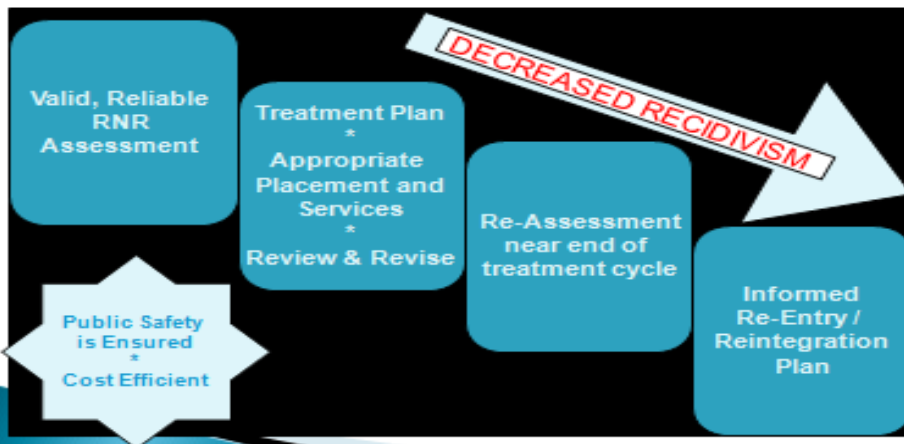 Valid, Reliable
RNR
Assessment
Treatment Plan
*
Appropriate
Placement and
Services
*
Review & Revise
DECREASED RECIDIVISM
Re-Assessment
near end of
treatment cycle
Informed
Re-Entry /
Reintegration
Plan
Public Safety
is Ensured
*
Cost Efficient